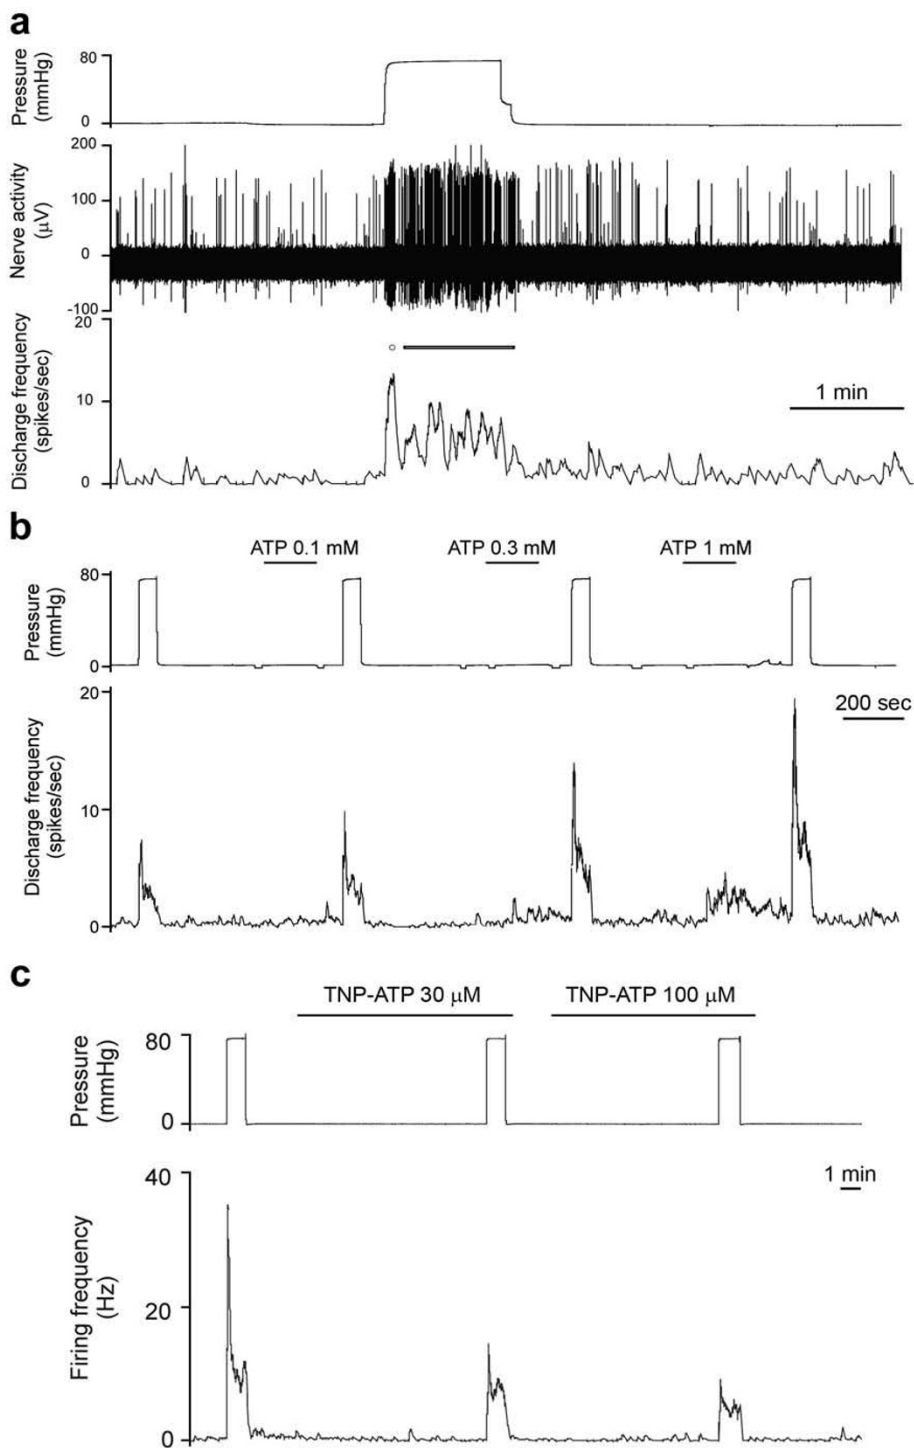 a
Pressure
(mmHg)
80
0
Nerve activity
(μV)
200
100
0
-100
Discharge frequency
(spikes/sec)
20
10
0
1 min
b
ATP 0.1 mM
ATP 0.3 mM
ATP 1 mM
Pressure
(mmHg)
80
0
Discharge frequency
(spikes/sec)
20
10
0
200 sec
c
TNP-ATP 30 μM
TNP-ATP 100 μM
Pressure
(mmHg)
80
0
1 min
Firing frequency
(Hz)
40
20
0